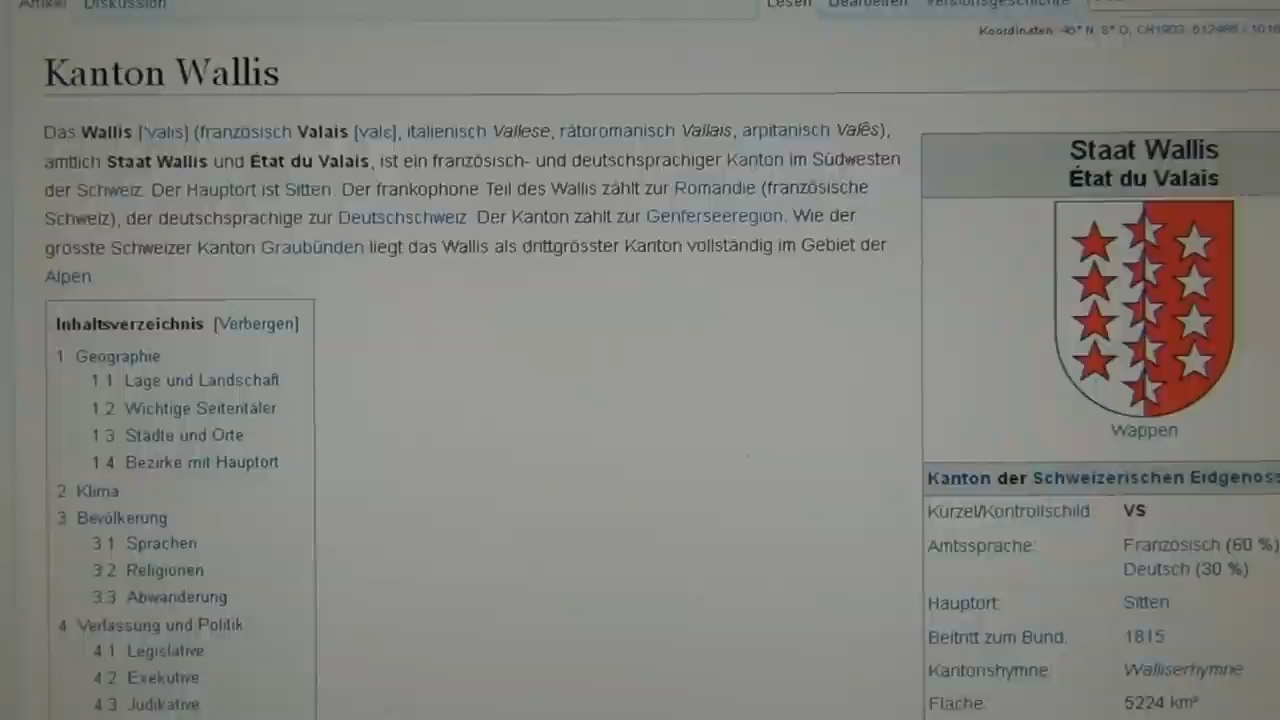 Artikel Diskussion
Lesen Bearbeiten Versionsgeschichte
Kanton Wallis
Das Wallis ['valɪs] (französisch Valais [valɛ], italienisch Vallese, rätoromanisch Vallais, arpitanisch Valês),
amtlich Staat Wallis und État du Valais, ist ein französisch- und deutschsprachiger Kanton im Südwesten
der Schweiz. Der Hauptort ist Sitten. Der frankophone Teil des Wallis zählt zur Romandie (französische
Schweiz), der deutschsprachige zur Deutschschweiz. Der Kanton zählt zur Genferseeregion. Wie der
grösste Schweizer Kanton Graubünden liegt das Wallis als drittgrösster Kanton vollständig im Gebiet der
Alpen
Inhaltsverzeichnis [Verbergen]
1 Geographie
1.1 Lage und Landschaft
1.2 Wichtige Seitentäler
1.3 Städte und Orte
1.4 Bezirke mit Hauptort
2 Klima
3 Bevölkerung
3.1 Sprachen
3.2 Religionen
3.3 Abwanderung
4 Verfassung und Politik
4.1 Legislative
4.2 Exekutive
4.3 Judikative
Koordinaten
Staat Wallis
État du Valais
Wappen
Kanton der Schweizerischen Eidgenoss
Kürzel/Kontrollschild: VS
Amtssprache: Französisch (60 %)
Deutsch (30 %)
Hauptort: Sitten
Beitritt zum Bund: 1815
Kantonshymne: Walliserhymne
Fläche: 5224 km²